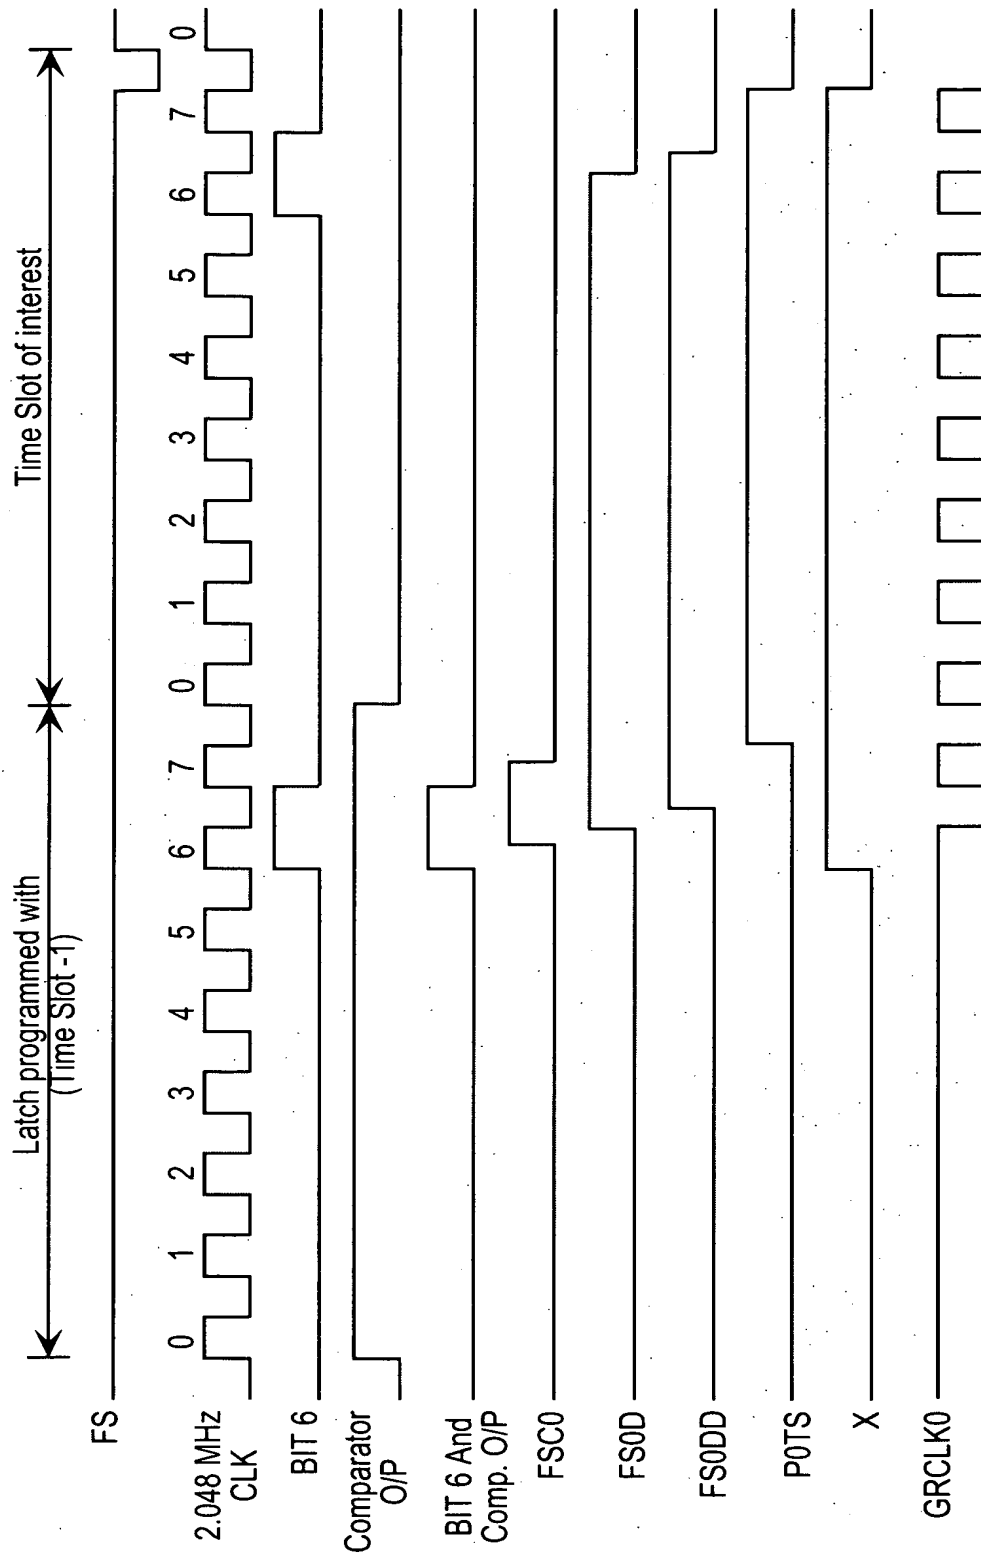 Latch programmed with
(Time Slot -1)
Time Slot of interest
FS
2.048 MHz
CLK
0 1 2 3 4 5 6 7 0 1 2 3 4 5 6 7 0
BIT 6
Comparator
O/P
BIT 6 And
Comp. O/P
FSC0
FS0D
FS0DD
P0TS
X
GRCLK0